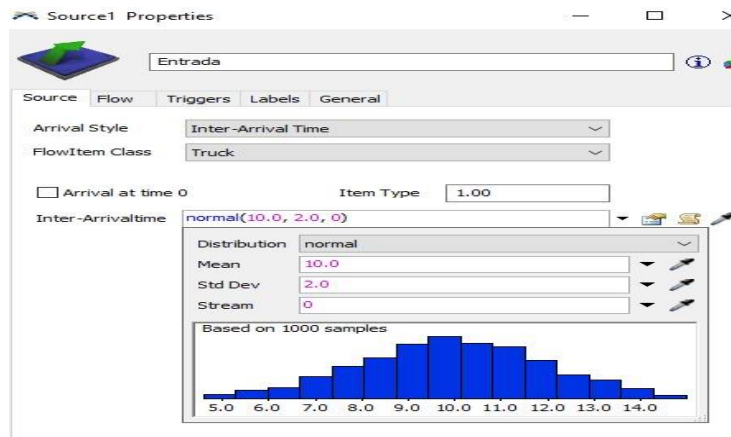 Source1 Properties
Entrada
Source Flow Triggers Labels General
Arrival Style Inter-Arrival Time
FlowItem Class Truck
Arrival at time 0 Item Type 1.00
Inter-Arrivaltime normal(10.0, 2.0, 0)
Distribution normal
Mean 10.0
Std Dev 2.0
Stream 0
Based on 1000 samples
5.0 6.0 7.0 8.0 9.0 10.0 11.0 12.0 13.0 14.0